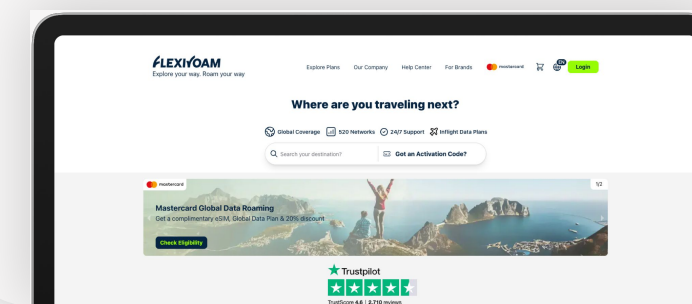 FLEXIROAM
Explore your way. Roam your way
Explore Plans Our Company Help Center For Brands mastercard EN Login
Where are you traveling next?
Global Coverage 520 Networks 24/7 Support Inflight Data Plans
Search your destination? Got an Activation Code?
mastercard 1/2
Mastercard Global Data Roaming
Get a complimentary eSIM, Global Data Plan & 20% discount
Check Eligibility
Trustpilot
TrustScore 4.6 | 2,710 reviews